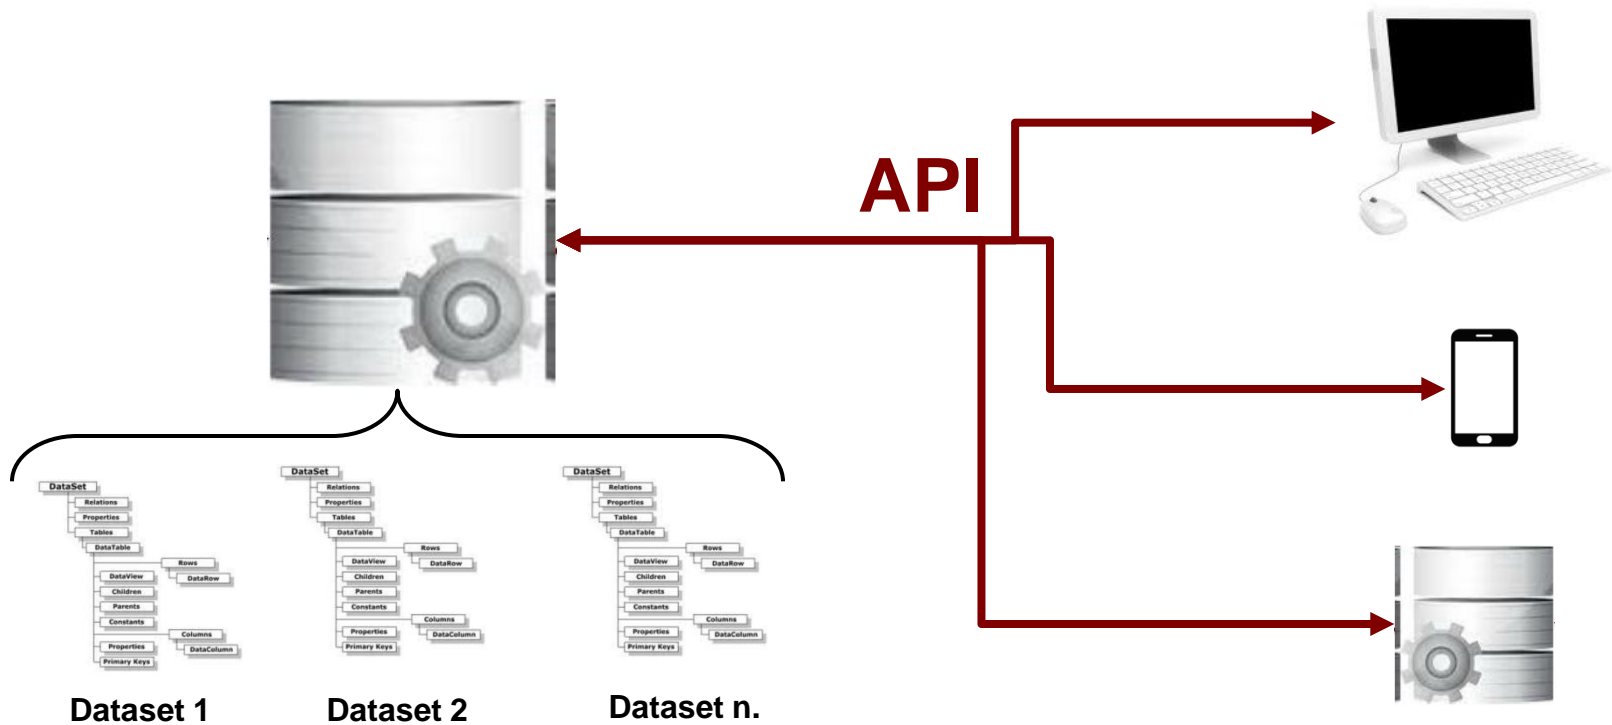 API
DataSet
Relations
Properties
Tables
DataTable
Rows
DataRow
DataView
Children
Parents
Constants
Columns
DataColumn
Properties
Primary Keys
Dataset 1
DataSet
Relations
Properties
Tables
DataTable
Rows
DataRow
DataView
Children
Parents
Constants
Columns
DataColumn
Properties
Primary Keys
Dataset 2
DataSet
Relations
Properties
Tables
DataTable
Rows
DataRow
DataView
Children
Parents
Constants
Columns
DataColumn
Properties
Primary Keys
Dataset n.